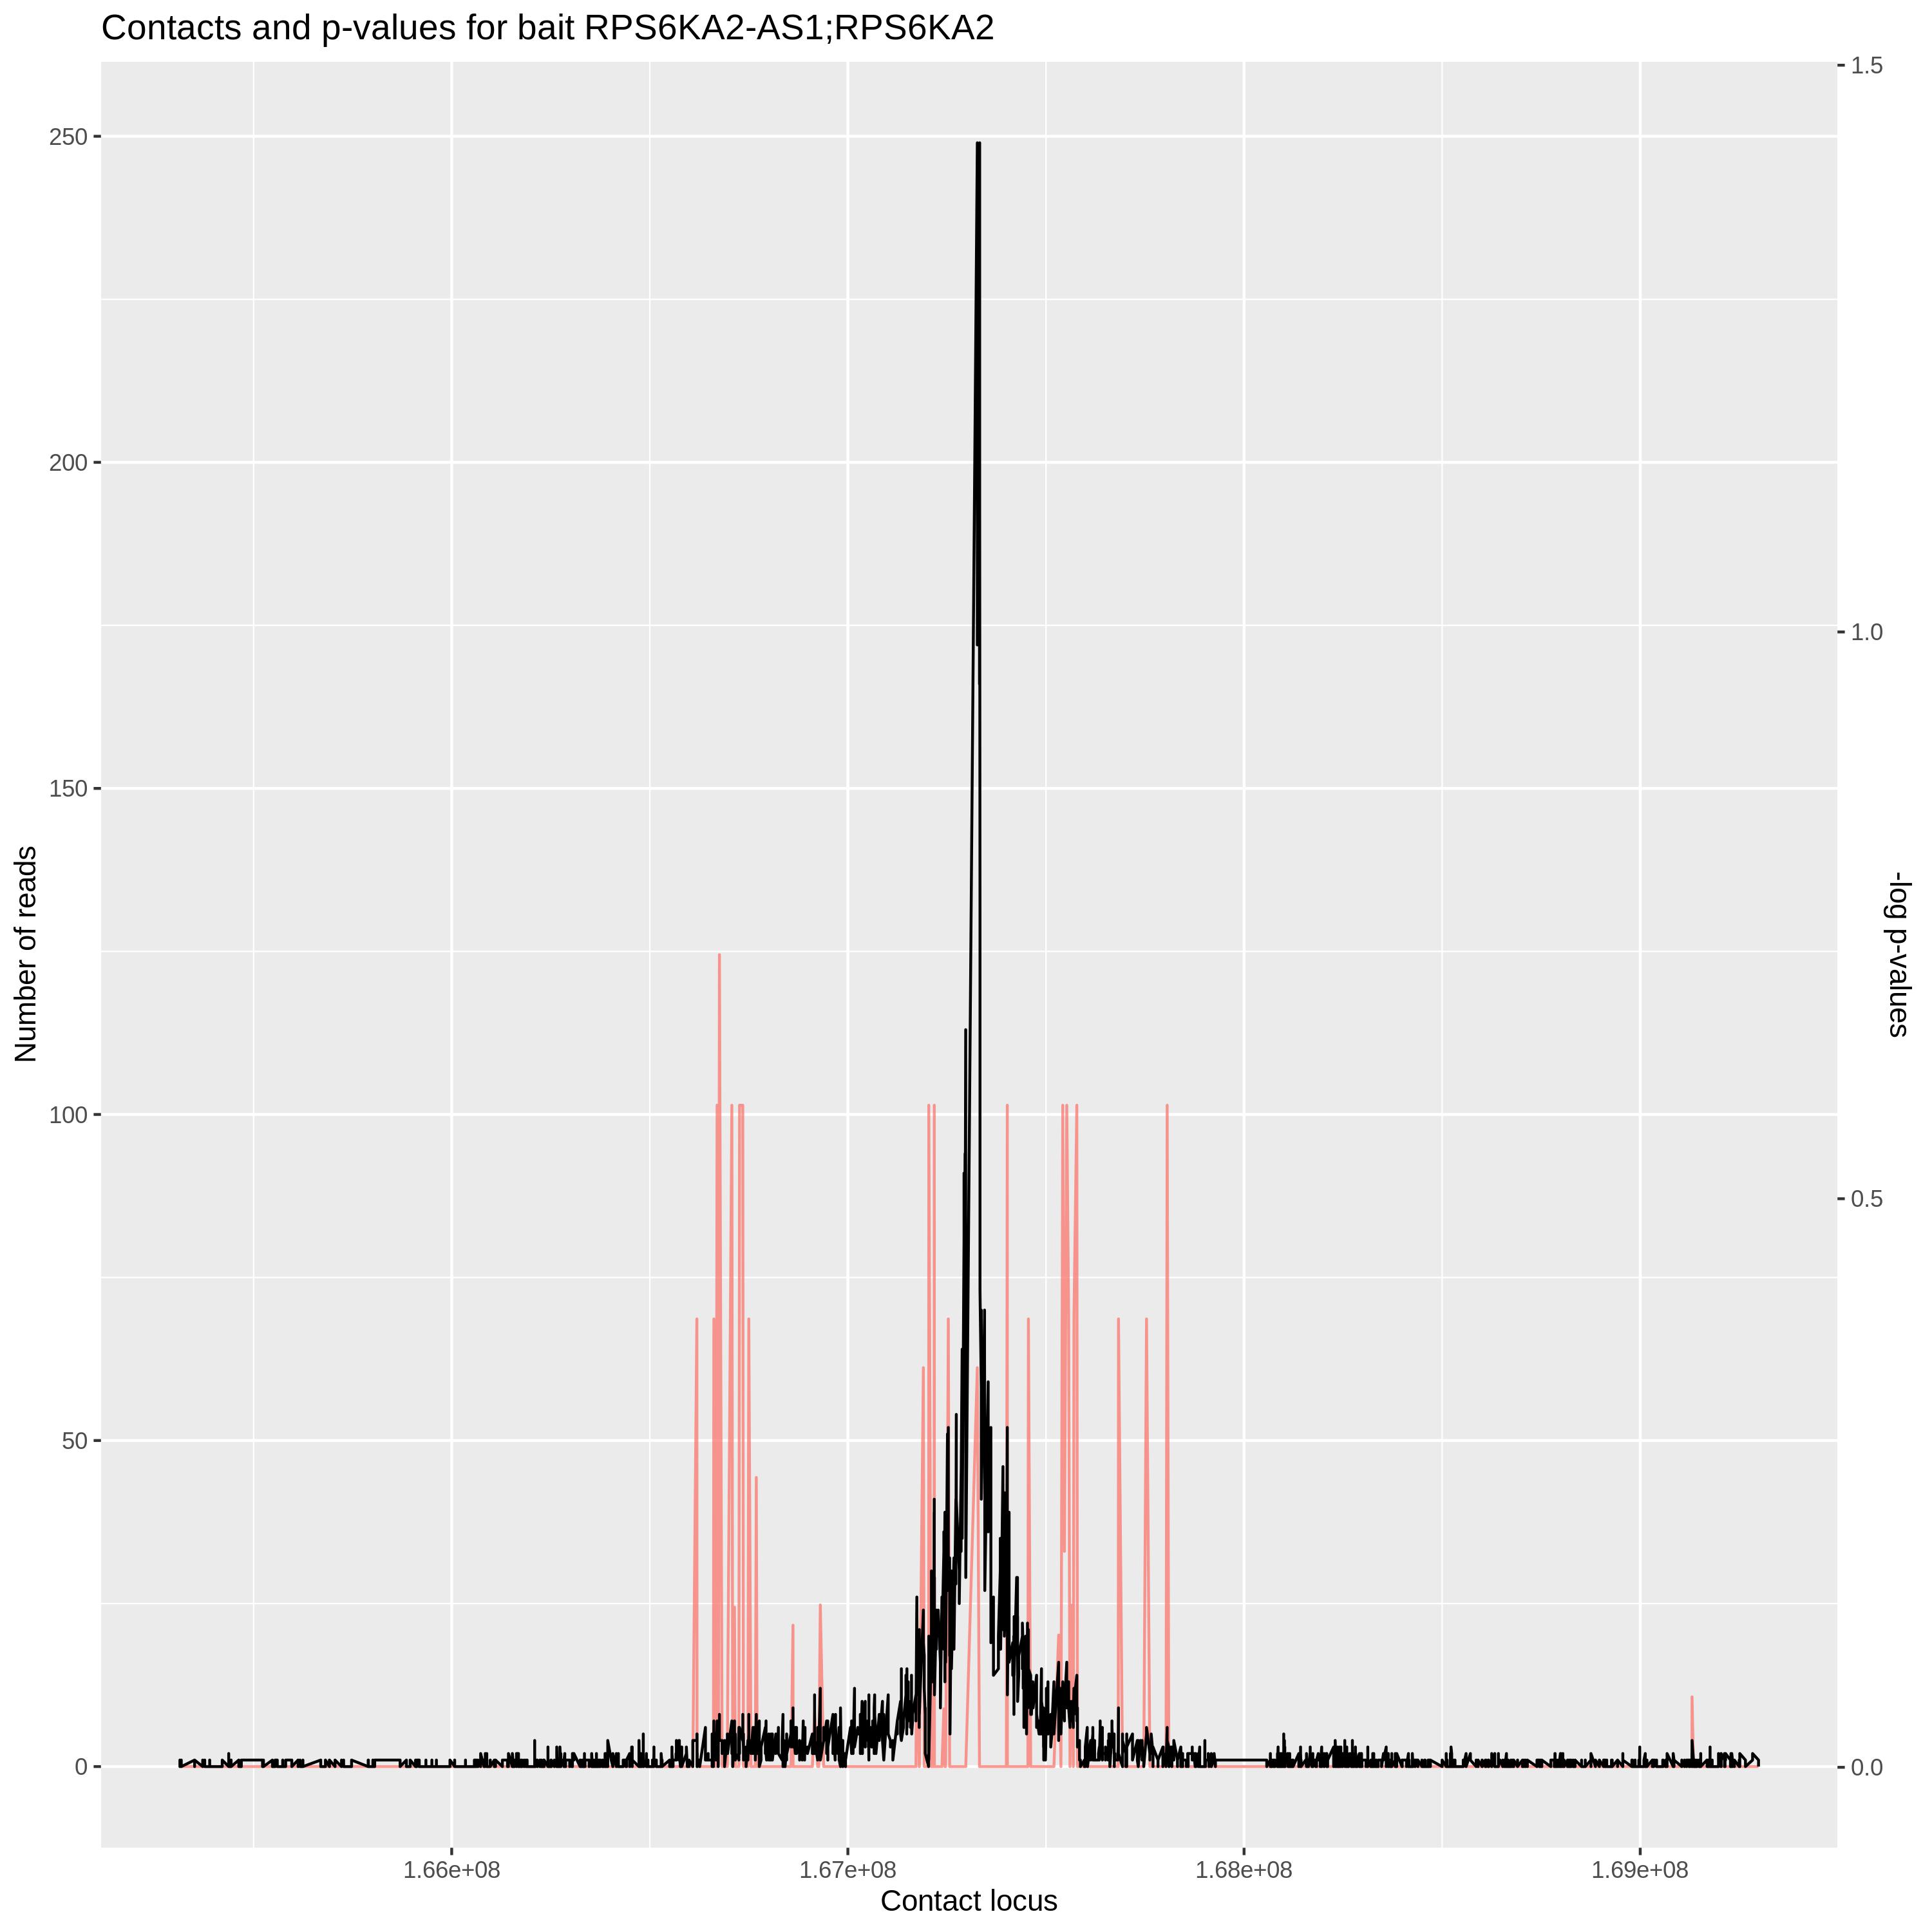 Contacts and p-values for bait RPS6KA2-AS1;RPS6KA2
250
200
150
100
50
0
Number of reads
1.5
1.0
0.5
0.0
-log p-values
1.66e+08
1.67e+08
1.68e+08
1.69e+08
Contact locus